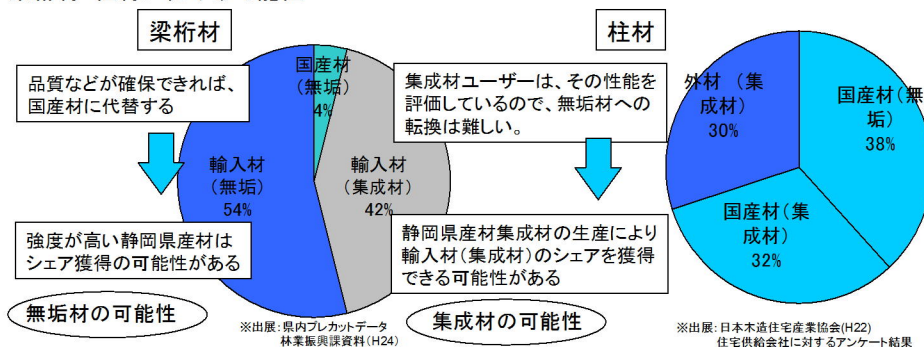 梁桁材
品質などが確保できれば、
国産材に代替する
強度が高い静岡県産材は
シェア獲得の可能性がある
無垢材の可能性
国産材
(無垢)
4%
輸入材
(無垢)
54%
輸入材
(集成材)
42%
※出展:県内プレカットデータ
林業振興課資料(H24)
柱材
集成材ユーザーは、その性能を
評価しているので、無垢材への
転換は難しい。
静岡県産材集成材の生産により
輸入材(集成材)のシェアを獲得
できる可能性がある
集成材の可能性
外材 (集
成材)
30%
国産材(無
垢)
38%
国産材(集
成材)
32%
※出展:日本木造住宅産業協会(H22)
住宅供給会社に対するアンケート結果